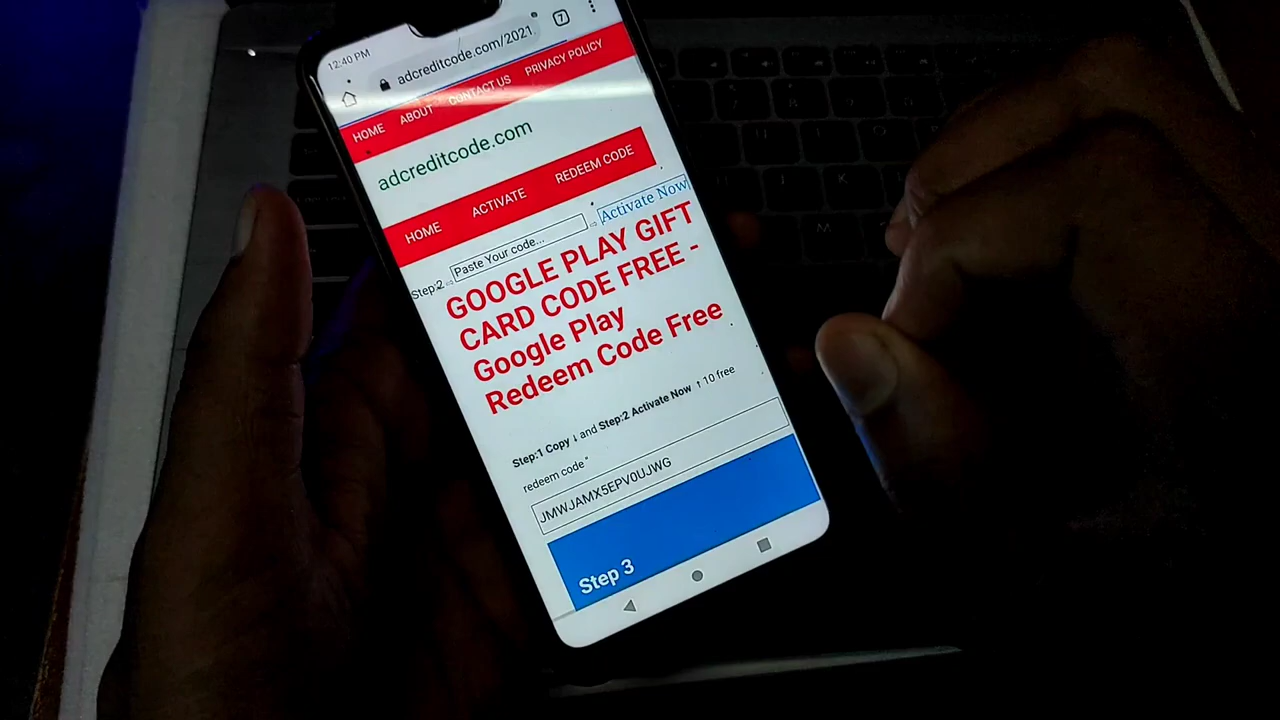 12:40 PM
7
adcreditcode.com/2021
HOME ABOUT CONTACT US PRIVACY POLICY
adcreditcode.com
HOME ACTIVATE REDEEM CODE
Step:2 ⇨ Paste Your code... ⇨ Activate Now
GOOGLE PLAY GIFT
CARD CODE FREE -
Google Play
Redeem Code Free
Step:1 Copy ↓ and Step:2 Activate Now ↑ 10 free
redeem code"
JMWJAMX5EPV0UJWG
Step 3